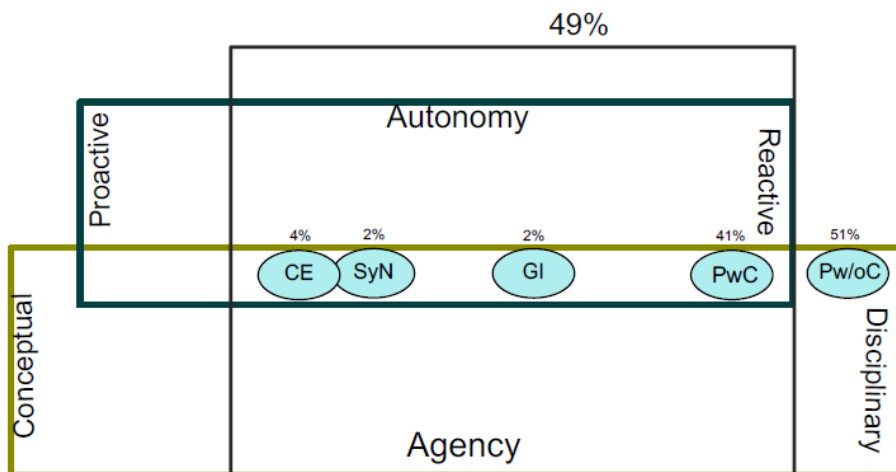 49%
Autonomy
Proactive
Reactive
4%
2%
2%
41%
51%
CE
SyN
GI
PwC
Pw/oC
Conceptual
Disciplinary
Agency